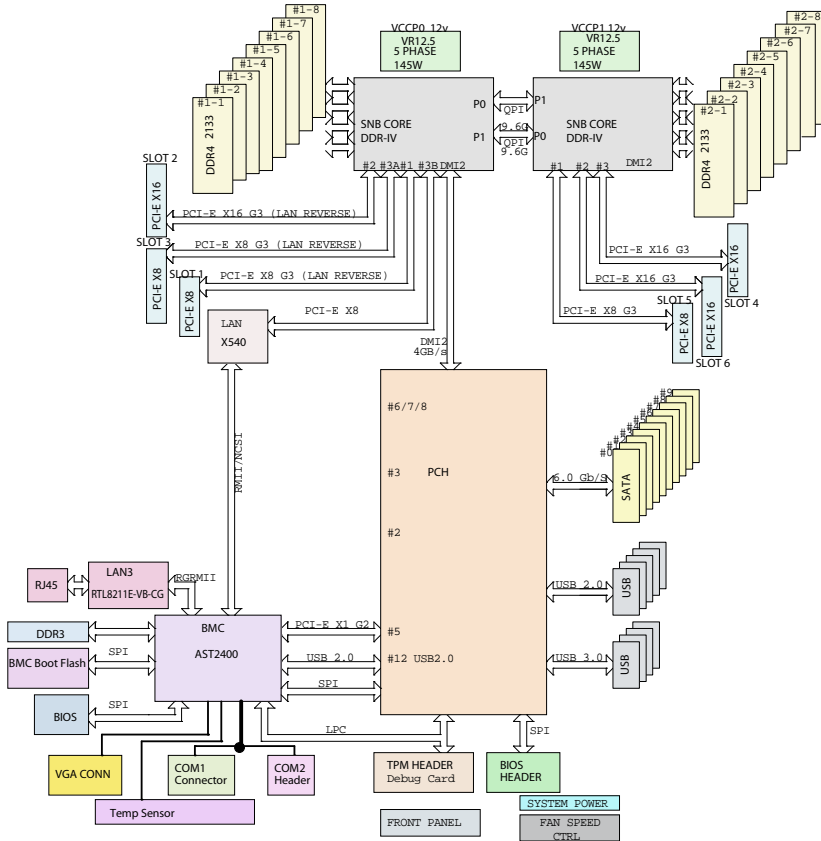 VCCP0 12v
VR12.5
5 PHASE
145W
VCCP1 12v
VR12.5
5 PHASE
145W
#1-8
#1-7
#1-6
#1-5
#1-4
#1-3
#1-2
#1-1
DDR4 2133
#2-8
#2-7
#2-6
#2-5
#2-4
#2-3
#2-2
#2-1
DDR4 2133
SNB CORE
DDR-IV
P0
P1
#2 #3A #1 #3B DMI2
QPI
9.6G
QPI
9.6G
P1
P0
SNB CORE
DDR-IV
#1 #2 #3 DMI2
SLOT 2
PCI-E X16
PCI-E X16 G3 (LAN REVERSE)
SLOT 3
PCI-E X8
PCI-E X8 G3 (LAN REVERSE)
SLOT 1
PCI-E X8
PCI-E X8 G3 (LAN REVERSE)
LAN
X540
PCI-E X8
DMI2
4GB/s
PCI-E X16 G3
PCI-E X16
SLOT 4
PCI-E X16 G3
PCI-E X16
SLOT 6
PCI-E X8 G3
SLOT 5
PCI-E X8
#6/7/8
#3
PCH
#2
#5
#12 USB2.0
RMII/NCSI
6.0 Gb/S
#0
#1
#2
#3
#4
#5
#6
#7
#8
#9
SATA
USB 2.0
USB
USB 3.0
USB
RJ45
LAN3
RTL8211E-VB-CG
RGRMII
BMC
AST2400
DDR3
BMC Boot Flash
SPI
BIOS
SPI
PCI-E X1 G2
USB 2.0
SPI
LPC
SPI
VGA CONN
COM1
Connector
COM2
Header
Temp Sensor
TPM HEADER
Debug Card
BIOS
HEADER
FRONT PANEL
SYSTEM POWER
FAN SPEED
CTRL